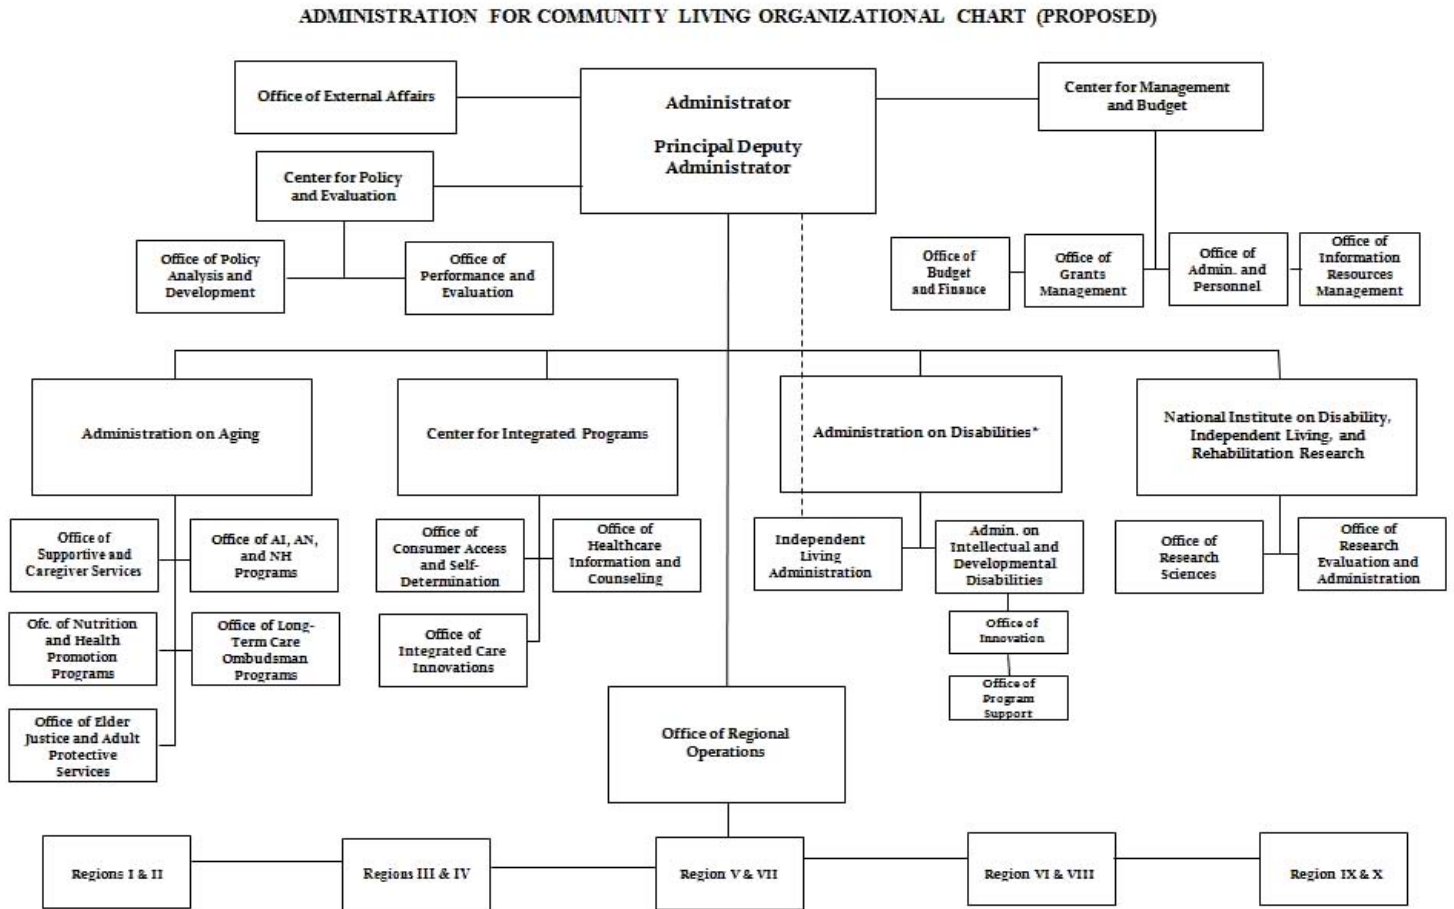 ADMINISTRATION FOR COMMUNITY LIVING ORGANIZATIONAL CHART (PROPOSED)
Office of External Affairs
Administrator
Principal Deputy
Administrator
Center for Management
and Budget
Center for Policy
and Evaluation
Office of Policy
Analysis and
Development
Office of
Performance and
Evaluation
Office of
Budget
and Finance
Office of
Grants
Management
Office of
Admin. and
Personnel
Office of
Information
Resources
Management
Administration on Aging
Center for Integrated Programs
Administration on Disabilities*
National Institute on Disability,
Independent Living, and
Rehabilitation Research
Office of
Supportive and
Caregiver Services
Office of AI, AN,
and NH
Programs
Office of
Consumer Access
and Self-
Determination
Office of
Healthcare
Information and
Counseling
Independent
Living
Administration
Admin. on
Intellectual and
Developmental
Disabilities
Office of
Research
Sciences
Office of
Research
Evaluation and
Administration
Ofc. of Nutrition
and Health
Promotion
Programs
Office of Long-
Term Care
Ombudsman
Programs
Office of
Integrated Care
Innovations
Office of
Innovation
Office of
Program
Support
Office of Elder
Justice and Adult
Protective
Services
Office of Regional
Operations
Regions I & II
Regions III & IV
Region V & VII
Region VI & VIII
Region IX & X